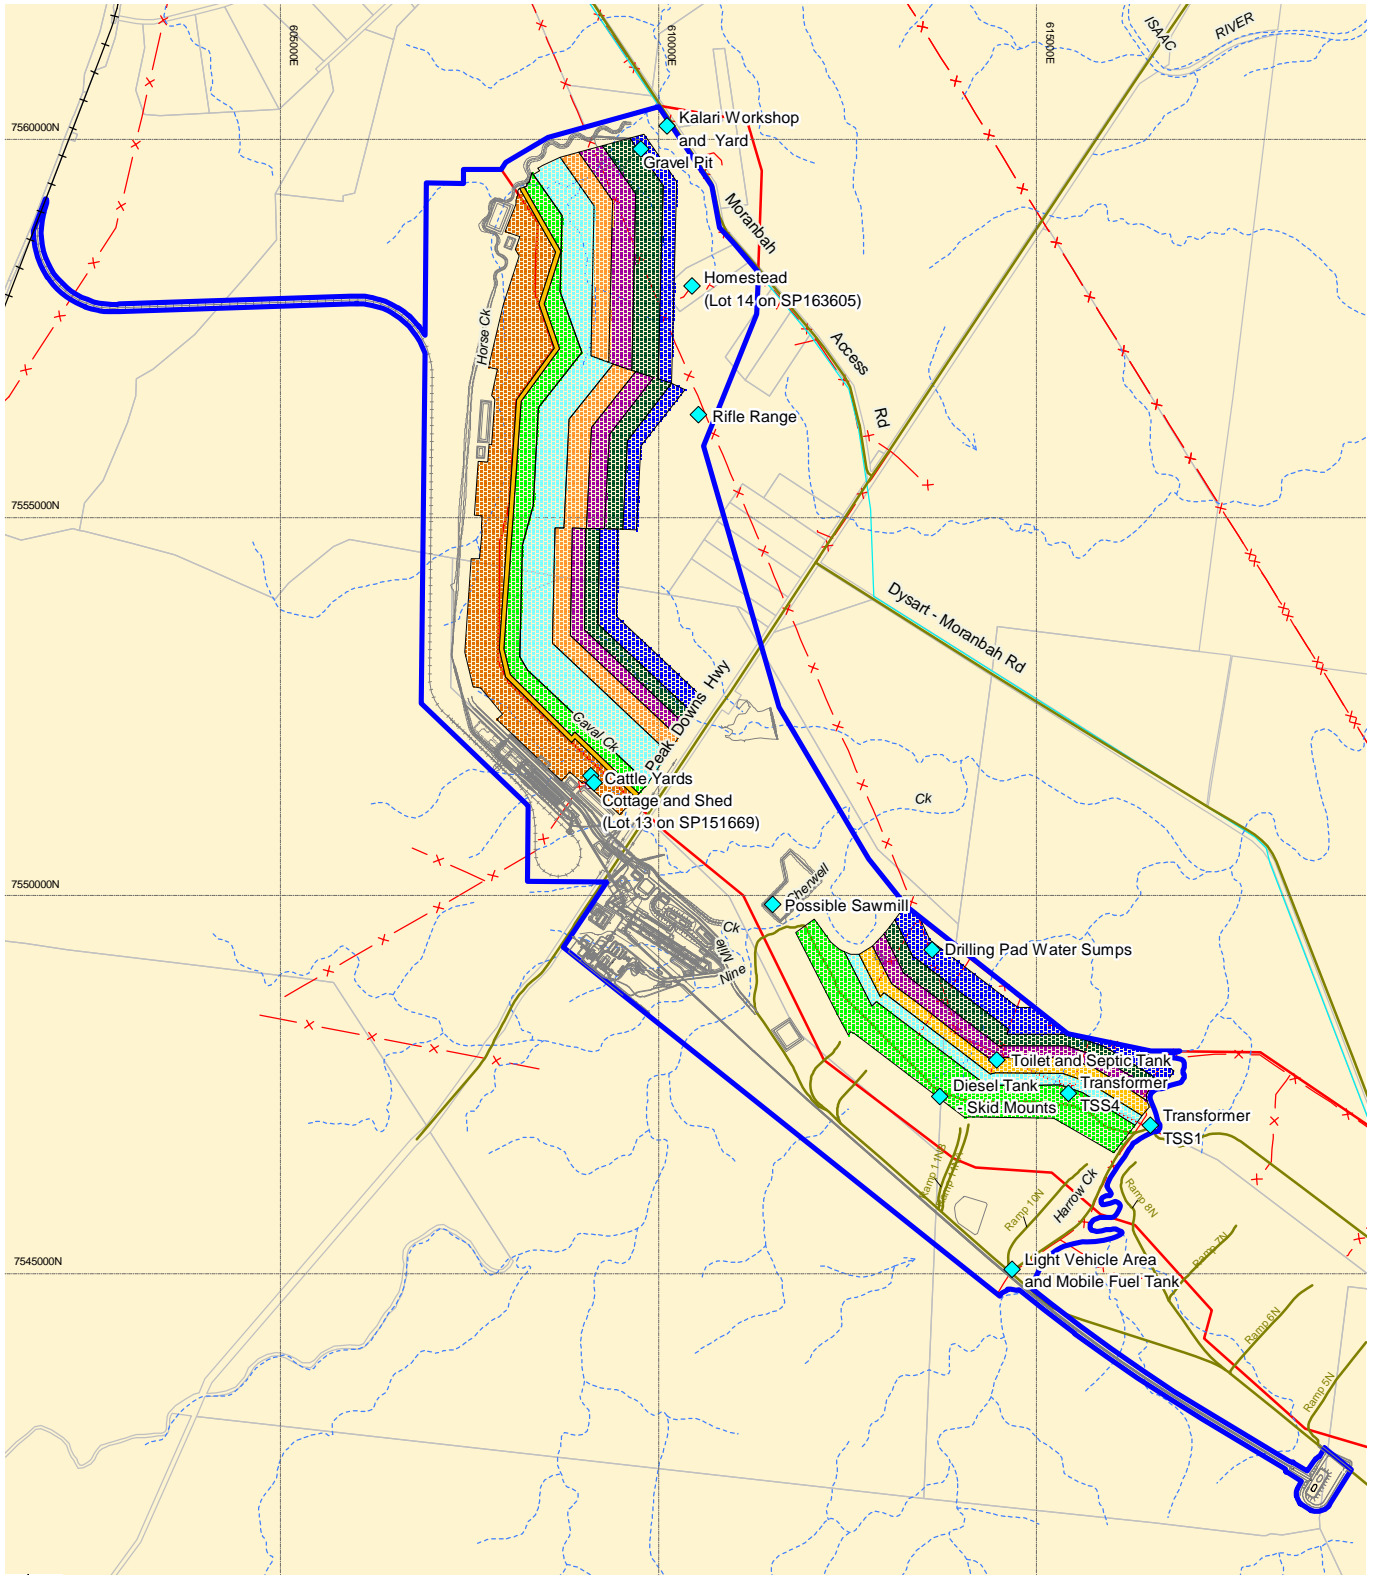 605000E
610000E
615000E
ISAAC
RIVER
7560000N
Kalari Workshop
and Yard
Gravel Pit
Moranbah
Access
Rd
Homestead
(Lot 14 on SP163605)
Horse Ck
Rifle Range
7555000N
Dysart - Moranbah Rd
Peak Downs Hwy
Caval Ck
Cattle Yards
Cottage and Shed
(Lot 13 on SP151669)
Ck
7550000N
Cherwell
Possible Sawmill
Ck
Mile
Nine
Drilling Pad Water Sumps
Toilet and Septic Tank
Diesel Tank
- Skid Mounts
Transformer
TSS4
Transformer
TSS1
Ramp 11NB
Ramp 10N
Harrow Ck
Ramp 8N
Ramp 7N
7545000N
Light Vehicle Area
and Mobile Fuel Tank
Ramp 6N
Ramp 5N